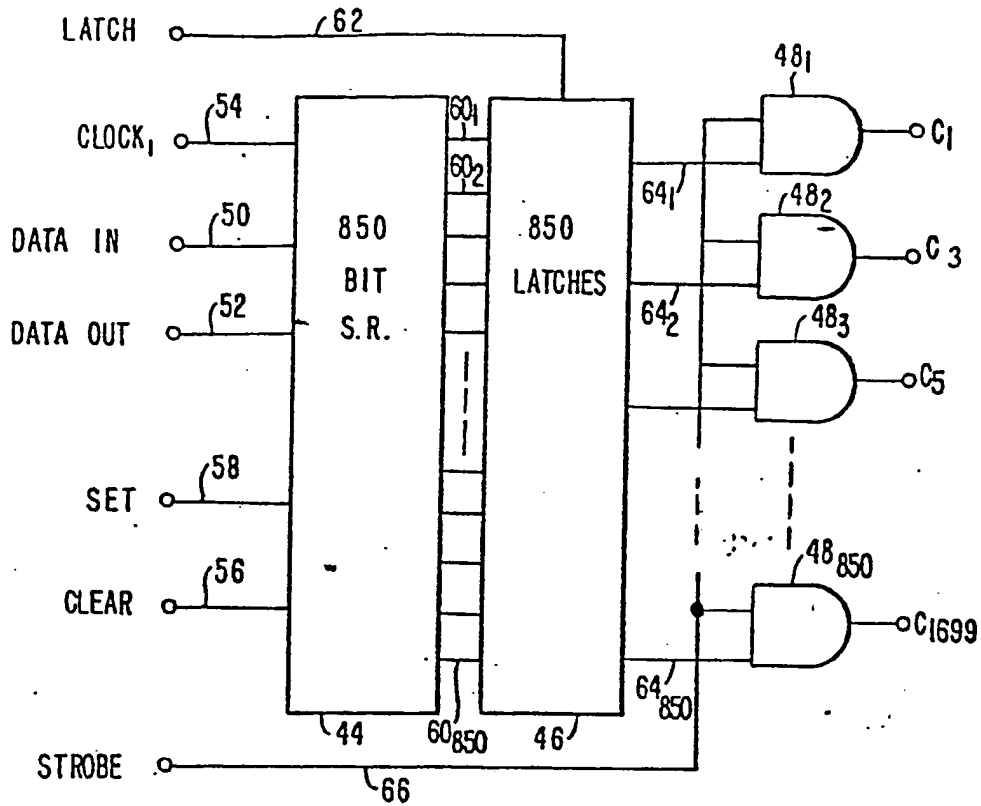 LATCH
62
CLOCK1
54
DATA IN
50
DATA OUT
52
SET
58
CLEAR
56
STROBE
66
850
BIT
S.R.
44
601
602
60850
850
LATCHES
46
641
642
64850
481
C1
482
C3
483
C5
48850
C1699